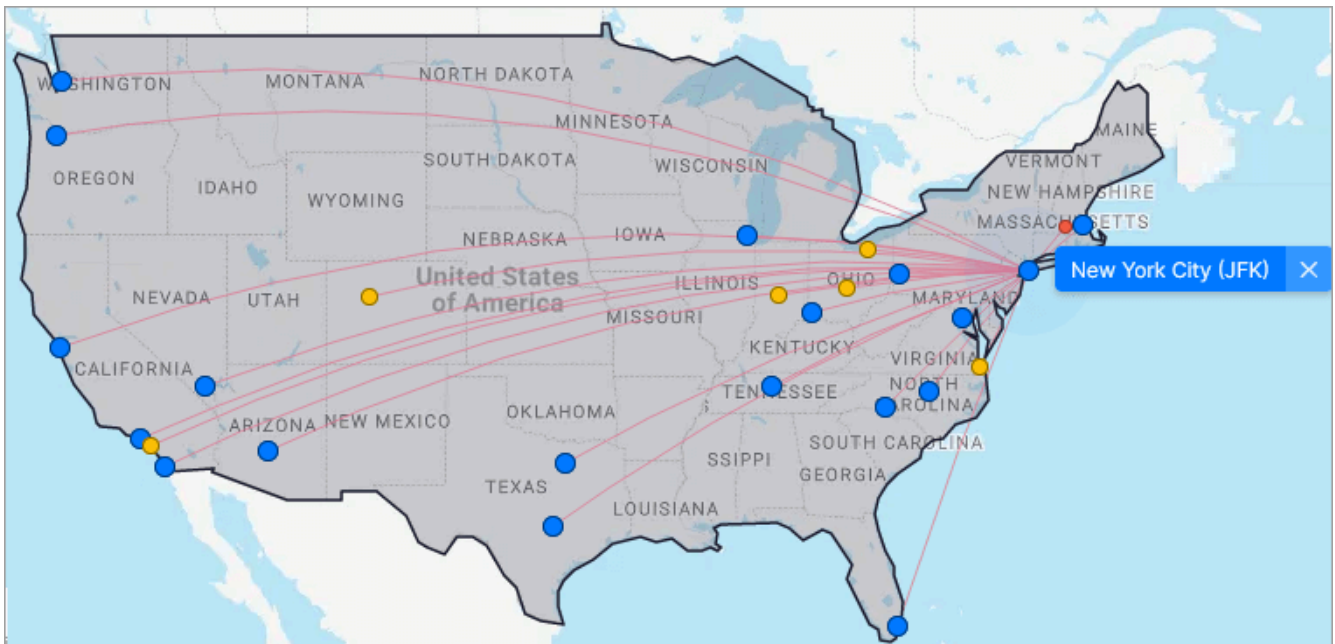 WASHINGTON
MONTANA
NORTH DAKOTA
MAINE
MINNESOTA
VERMONT
OREGON
IDAHO
SOUTH DAKOTA
WISCONSIN
WYOMING
NEW HAMPSHIRE
MASSACHUSETTS
NEBRASKA
IOWA
New York City (JFK)
NEVADA
UTAH
United States
of America
ILLINOIS
OHIO
MARYLAND
MISSOURI
CALIFORNIA
KENTUCKY
VIRGINIA
TENNESSEE
NORTH
CAROLINA
ARIZONA
NEW MEXICO
OKLAHOMA
S
SOUTH CAROLINA
SSIPPI
GEORGIA
TEXAS
LOUISIANA